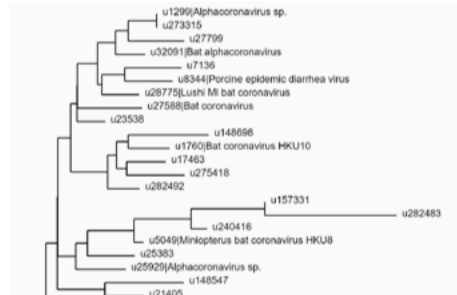 u1299|Alphacoronavirus sp.
u273315
u27799
u32091|Bat alphacoronavirus
u7136
u8344|Porcine epidemic diarrhea virus
u28775|Lushi Ml bat coronavirus
u27588|Bat coronavirus
u23538
u148698
u1760|Bat coronavirus HKU10
u17463
u275418
u282492
u157331
u282483
u240416
u5049|Miniopterus bat coronavirus HKU8
u25383
u25929|Alphacoronavirus sp.
u148547
u21405